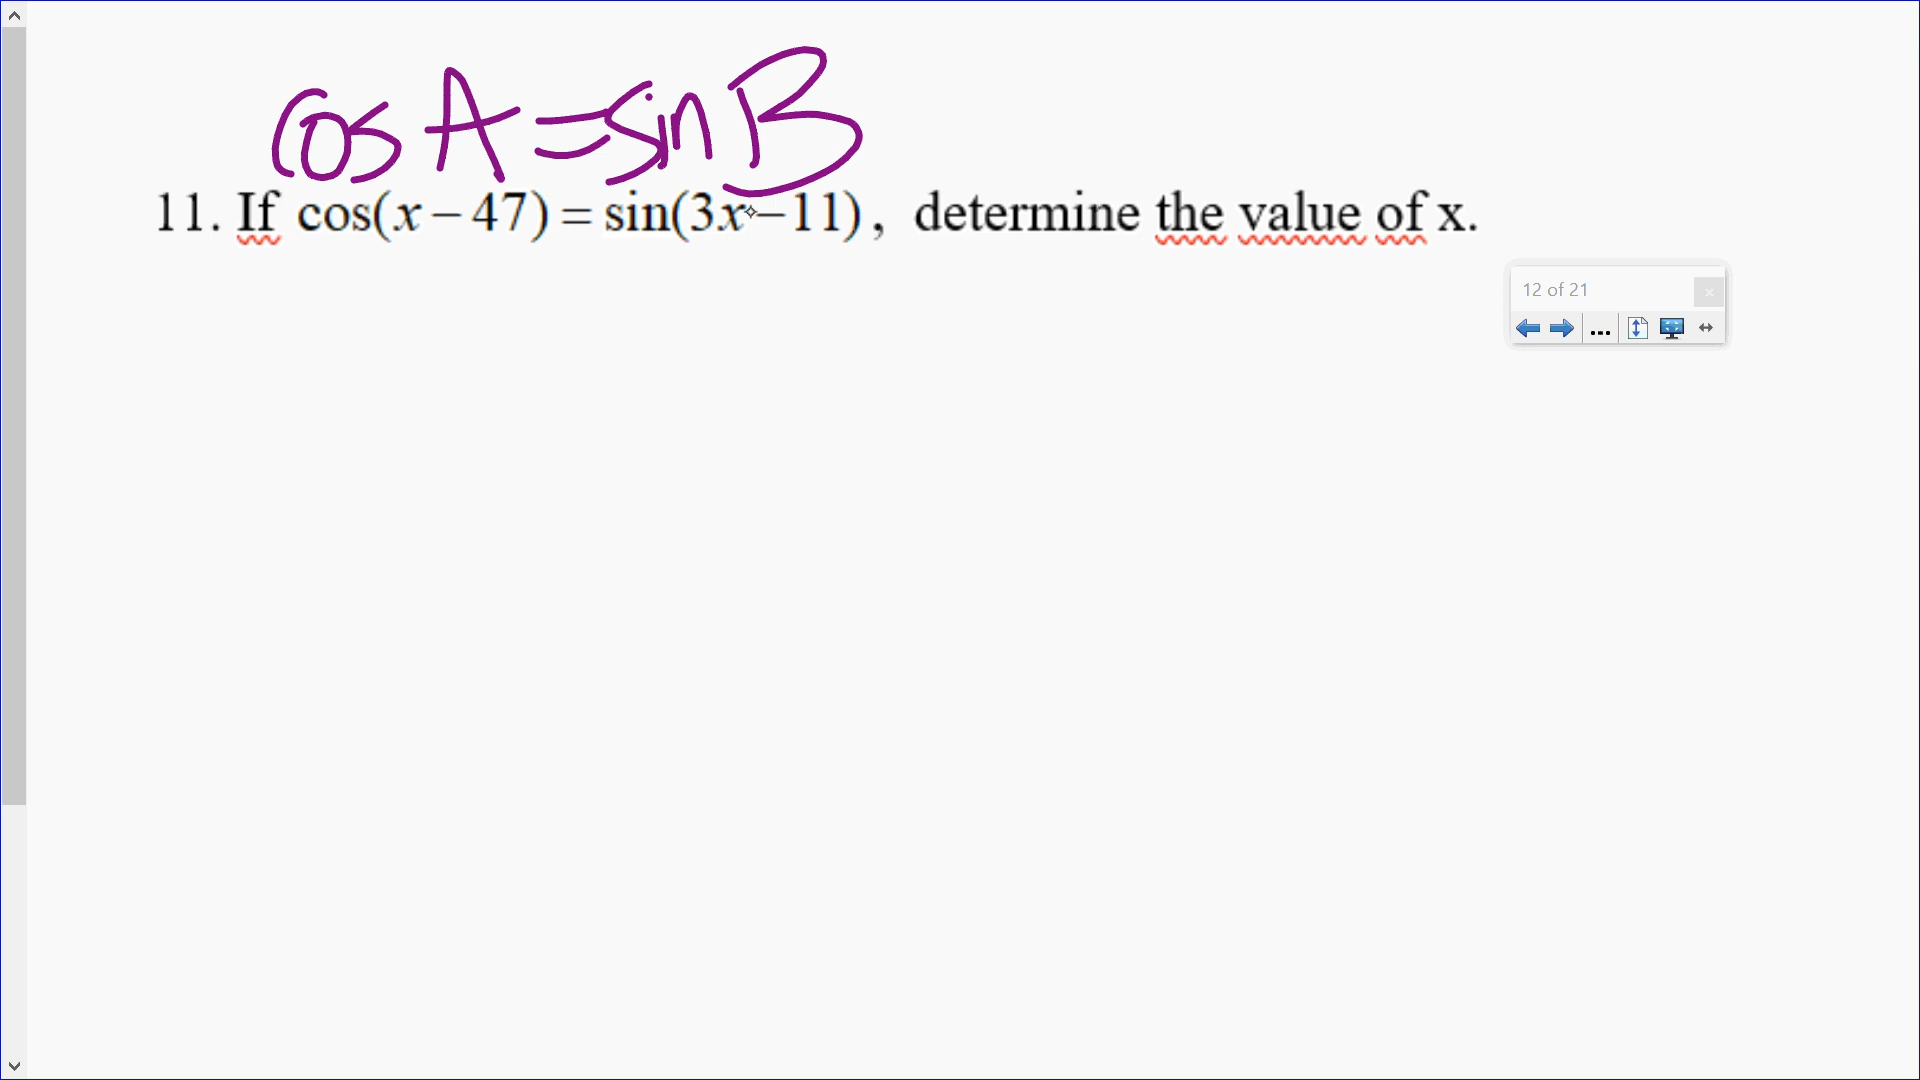 cos A = sin B
11. If cos(x – 47) = sin(3x – 11), determine the value of x.
12 of 21